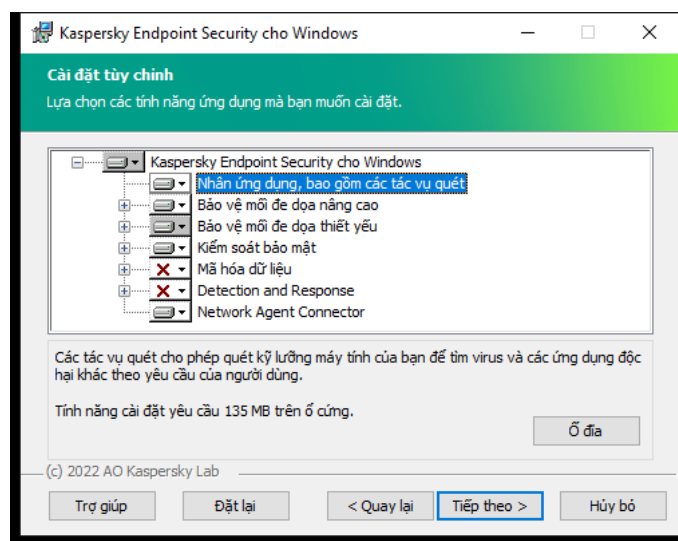 Kaspersky Endpoint Security cho Windows
Cài đặt tùy chỉnh
Lựa chọn các tính năng ứng dụng mà bạn muốn cài đặt.
Kaspersky Endpoint Security cho Windows
Nhân ứng dụng, bao gồm các tác vụ quét
Bảo vệ mối đe dọa nâng cao
Bảo vệ mối đe dọa thiết yếu
Kiểm soát bảo mật
Mã hóa dữ liệu
Detection and Response
Network Agent Connector
Các tác vụ quét cho phép quét kỹ lưỡng máy tính của bạn để tìm virus và các ứng dụng độc
hại khác theo yêu cầu của người dùng.
Tính năng cài đặt yêu cầu 135 MB trên ổ cứng.
Ổ đĩa
(c) 2022 AO Kaspersky Lab
Trợ giúp Đặt lại < Quay lại Tiếp theo > Hủy bỏ